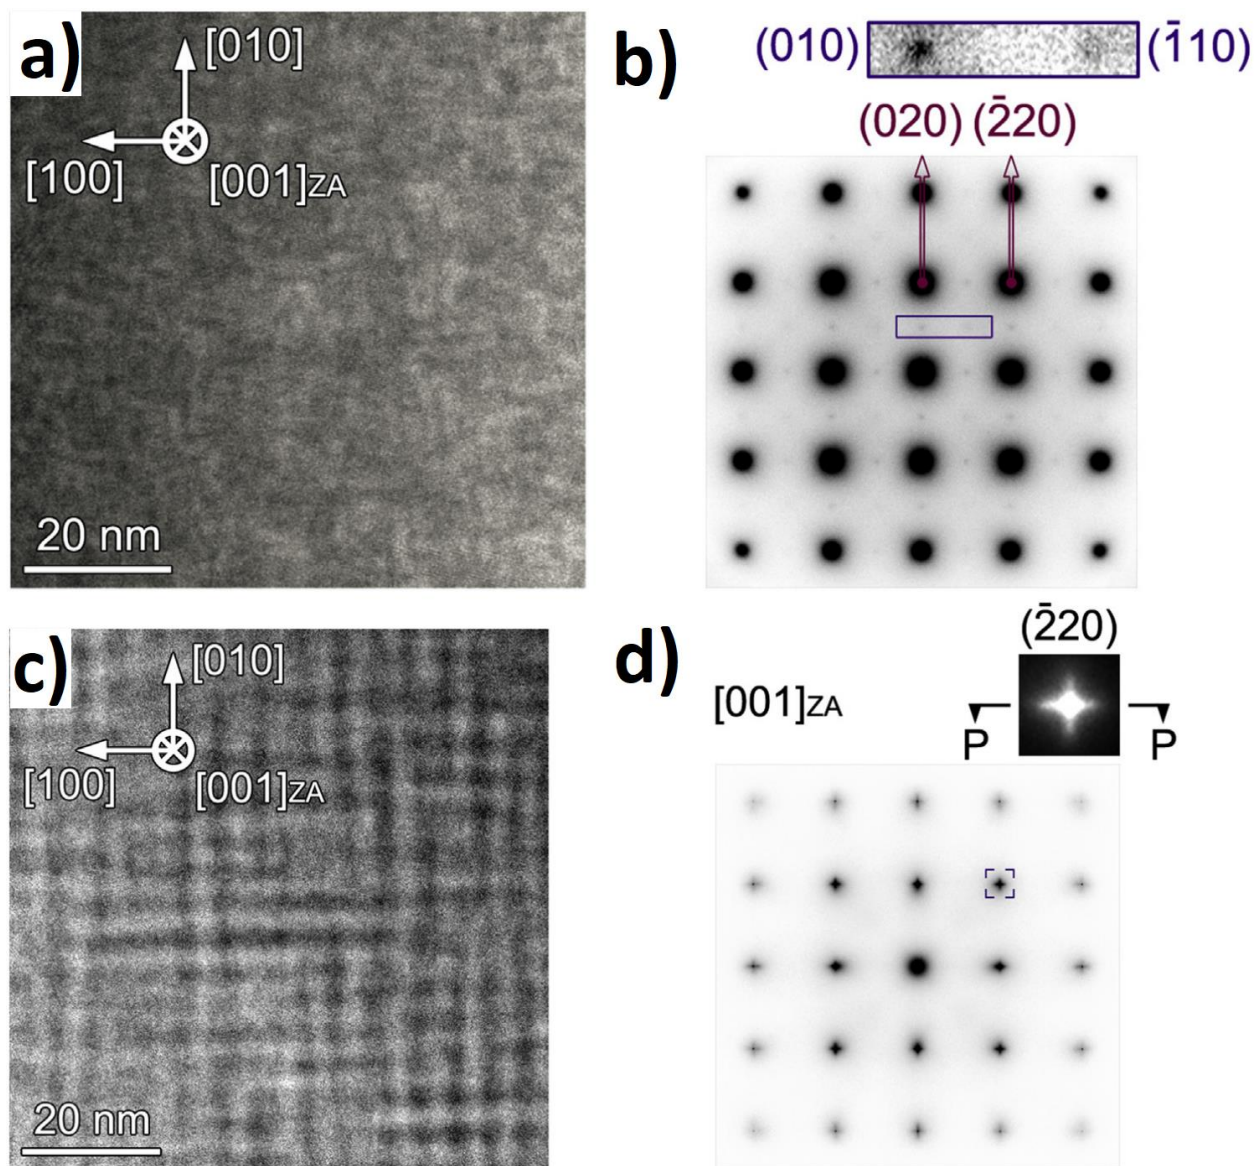 a)
[010]
[100]
[001]ZA
20 nm
b)
(010)
(1̄10)
(020) (2̄20)
c)
[010]
[100]
[001]ZA
20 nm
d)
(2̄20)
[001]ZA
P P